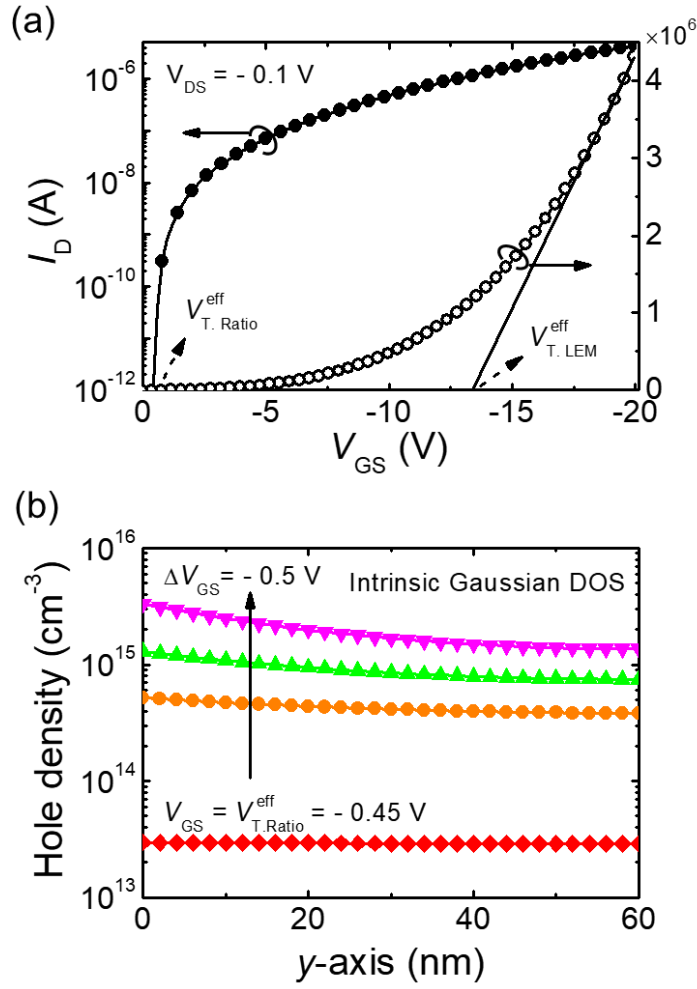 (a)
×10⁶
V_DS = - 0.1 V
10⁻⁶
10⁻⁸
10⁻¹⁰
10⁻¹²
I_D (A)
4
3
2
1
0
V_T. Ratio^eff
V_T. LEM^eff
0 -5 -10 -15 -20
V_GS (V)
(b)
10¹⁶
10¹⁵
10¹⁴
10¹³
Hole density (cm⁻³)
ΔV_GS = - 0.5 V
Intrinsic Gaussian DOS
V_GS = V_T.Ratio^eff = - 0.45 V
0 20 40 60
y-axis (nm)